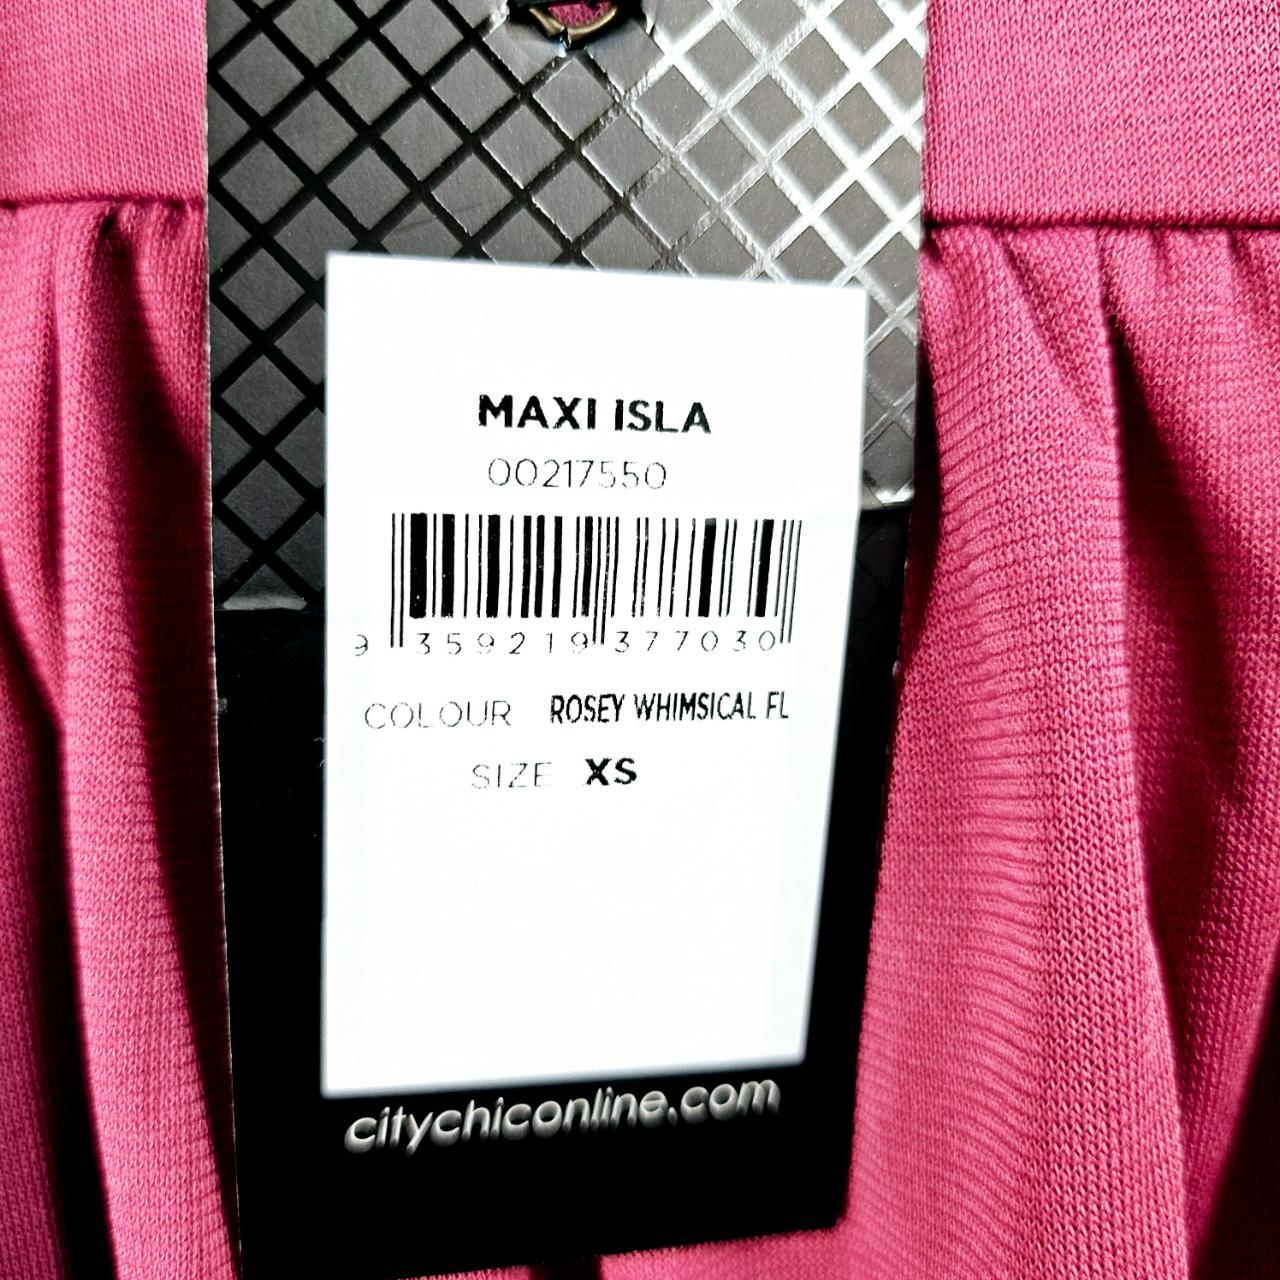 MAXI ISLA
00217550
9 359219 377030
COLOUR ROSEY WHIMSICAL FL
SIZE XS
citychiconline.com